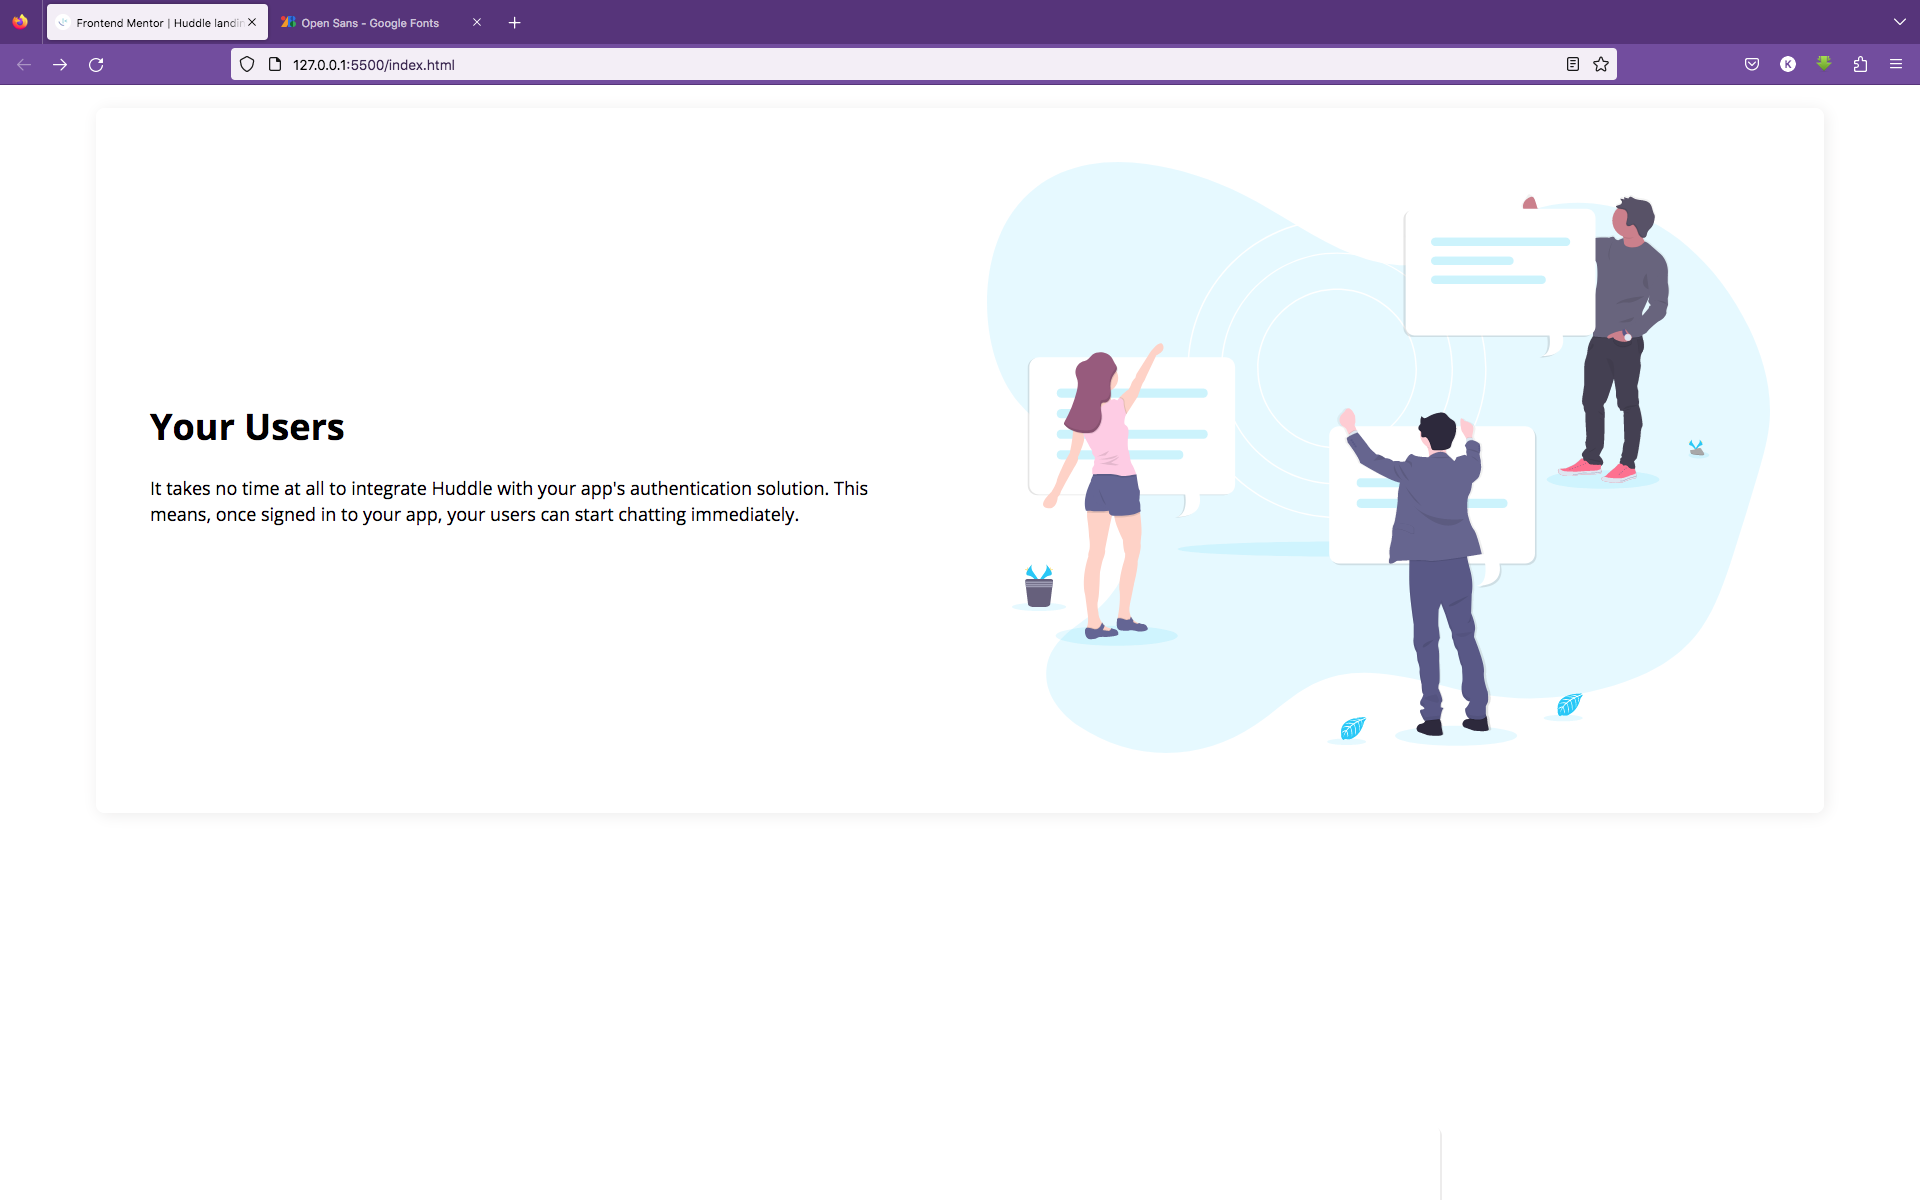 Frontend Mentor | Huddle landin
Open Sans - Google Fonts
127.0.0.1:5500/index.html
K
Your Users
It takes no time at all to integrate Huddle with your app's authentication solution. This
means, once signed in to your app, your users can start chatting immediately.